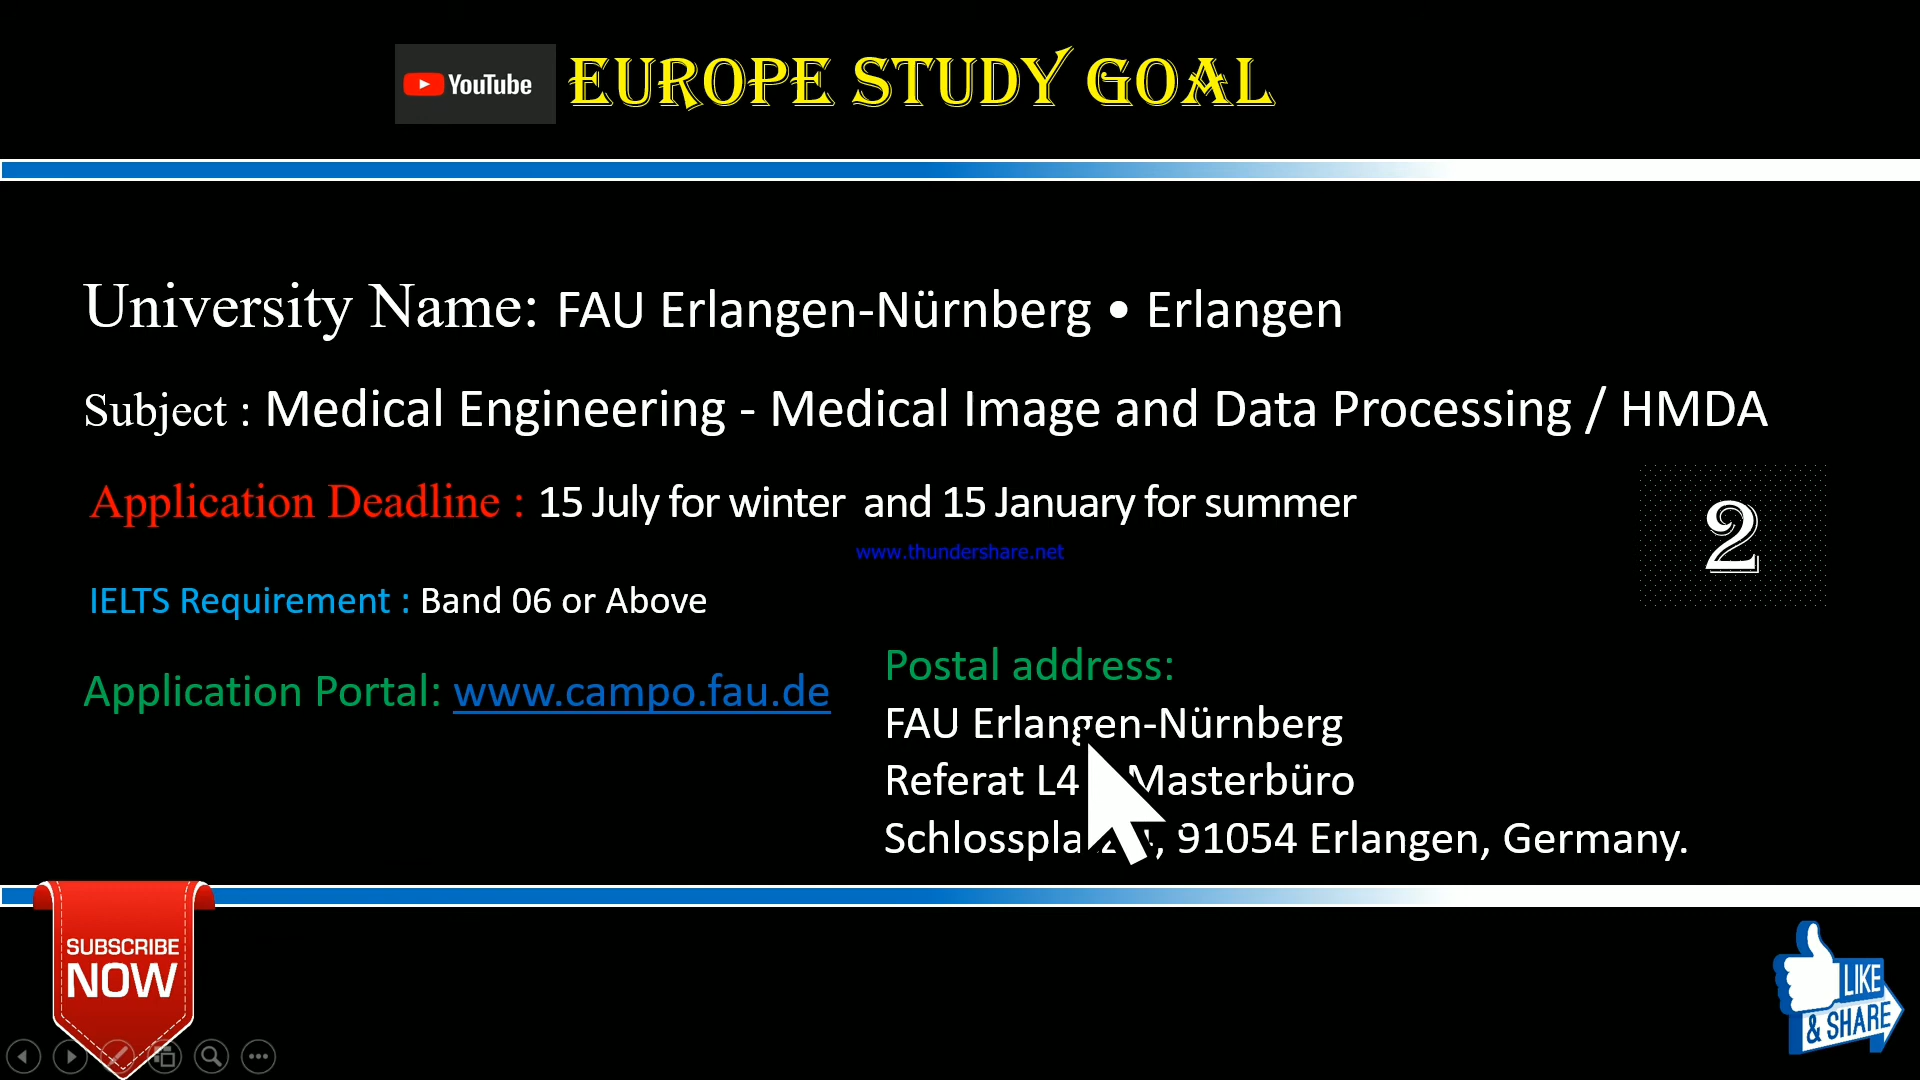 YouTube EUROPE STUDY GOAL
University Name: FAU Erlangen-Nürnberg • Erlangen
Subject : Medical Engineering - Medical Image and Data Processing / HMDA
Application Deadline : 15 July for winter and 15 January for summer
2
www.thundershare.net
IELTS Requirement : Band 06 or Above
Application Portal: www.campo.fau.de
Postal address:
FAU Erlangen-Nürnberg
Referat L4 Masterbüro
91054 Erlangen, Germany.
SUBSCRIBE
NOW
LIKE
& SHARE